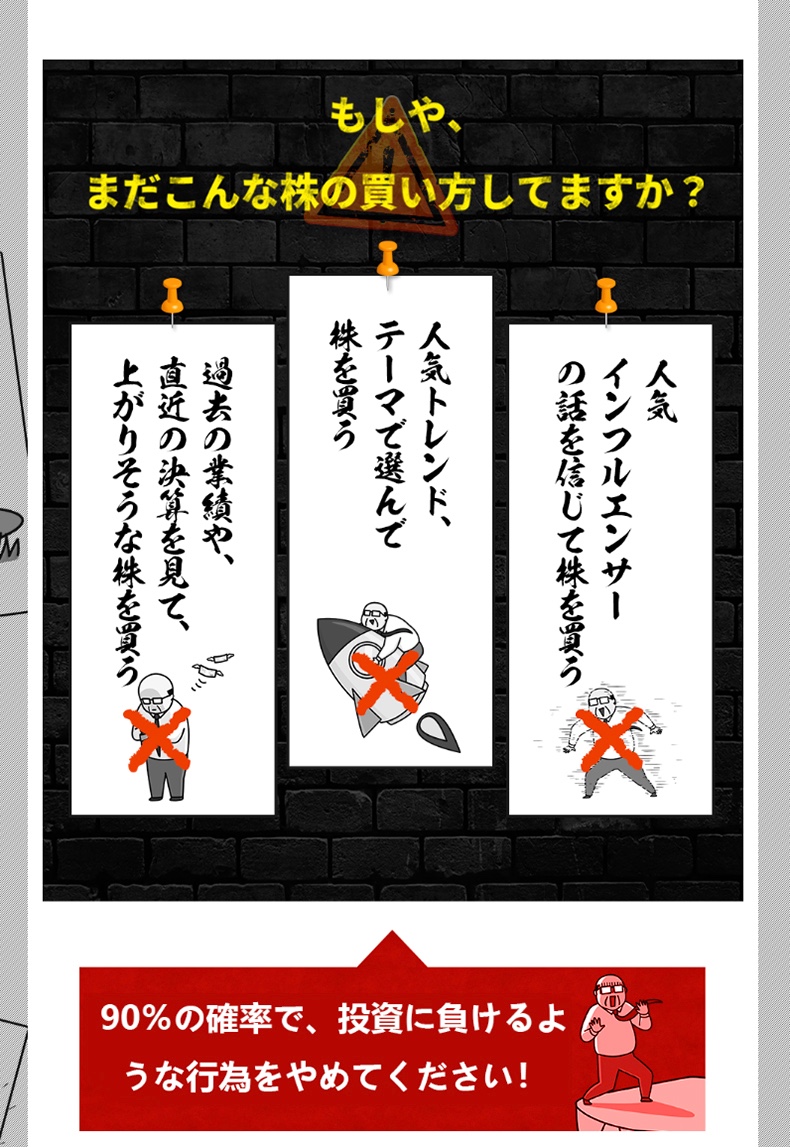 もしや、
まだこんな株の買い方してますか？
人気
インフルエンサー
の話を信じて株を買う
人気トレンド、
テーマで選んで
株を買う
過去の業績や、
直近の決算を見て、
上がりそうな株を買う
90%の確率で、投資に負けるよ
うな行為をやめてください！